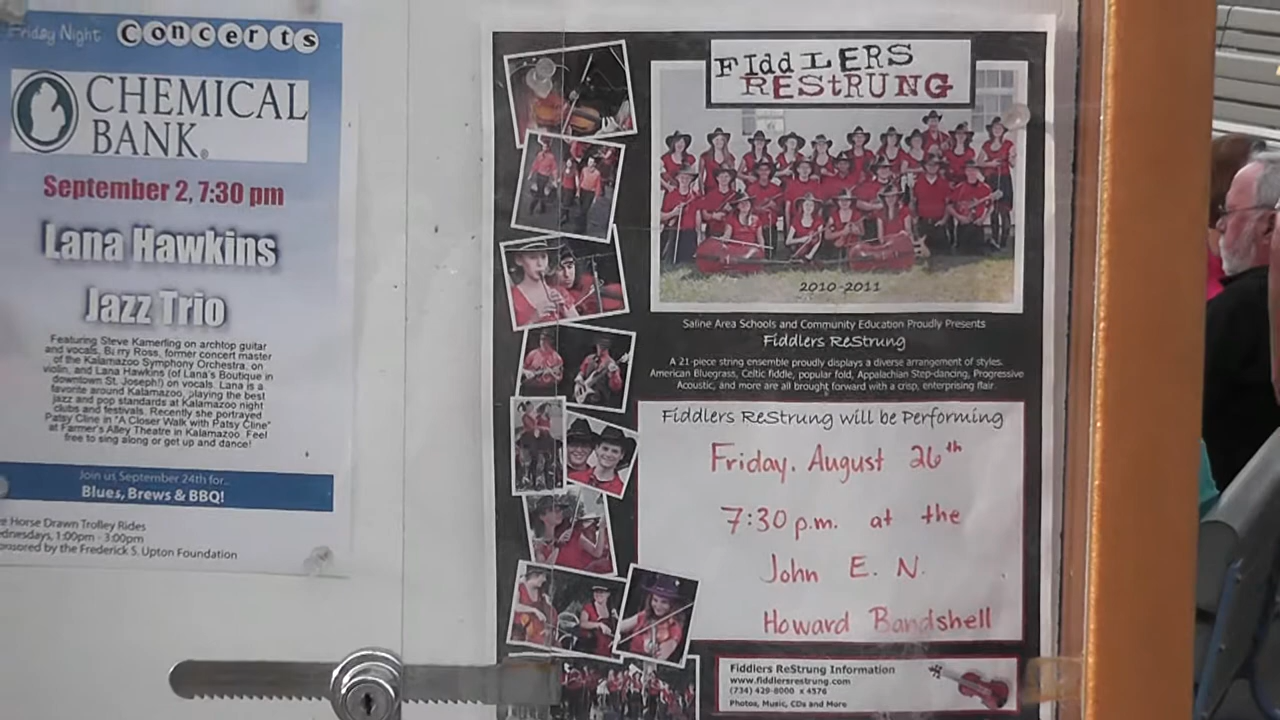 Friday Night Concerts
CHEMICAL
BANK
September 2, 7:30 pm
Lana Hawkins
Jazz Trio
Featuring Steve Kamerling on archtop guitar
and vocals, Barry Ross, former concert master
of the Kalamazoo Symphony Orchestra, on
violin, and Lana Hawkins (of Lana's Boutique in
downtown St. Joseph!) on vocals. Lana is a
favorite around Kalamazoo, playing the best
jazz and pop standards at Kalamazoo night
clubs and festivals. Recently she portrayed
Patsy Cline in "A Closer Walk with Patsy Cline"
at Farmer's Alley Theatre in Kalamazoo. Feel
free to sing along or get up and dance!
Join us September 24th for...
Blues, Brews & BBQ!
Horse Drawn Trolley Rides
dnesdays, 1:00pm - 3:00pm
onsored by the Frederick S. Upton Foundation
FIddLERS
REStRUNG
2010-2011
Saline Area Schools and Community Education Proudly Presents
Fiddlers ReStrung
A 21-piece string ensemble proudly displays a diverse arrangement of styles.
American Bluegrass, Celtic fiddle, popular fold, Appalachian Step-dancing, Progressive
Acoustic, and more are all brought forward with a crisp, enterprising flair.
Fiddlers ReStrung will be Performing
Friday, August 26th
7:30 p.m. at the
John E. N.
Howard Bandshell
Fiddlers ReStrung Information
www.fiddlersrestrung.com
(734) 429-8000 x 4576
Photos, Music, CDs and More